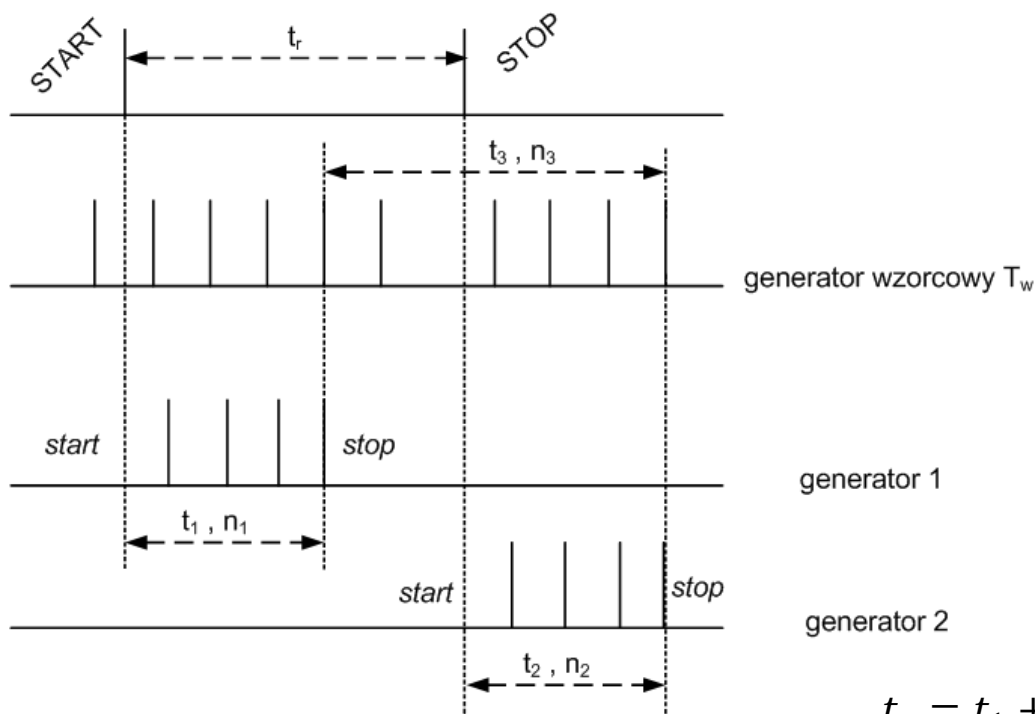 START
t_r
STOP
t_3 , n_3
generator wzorcowy T_w
start
stop
generator 1
t_1 , n_1
start
stop
generator 2
t_2 , n_2